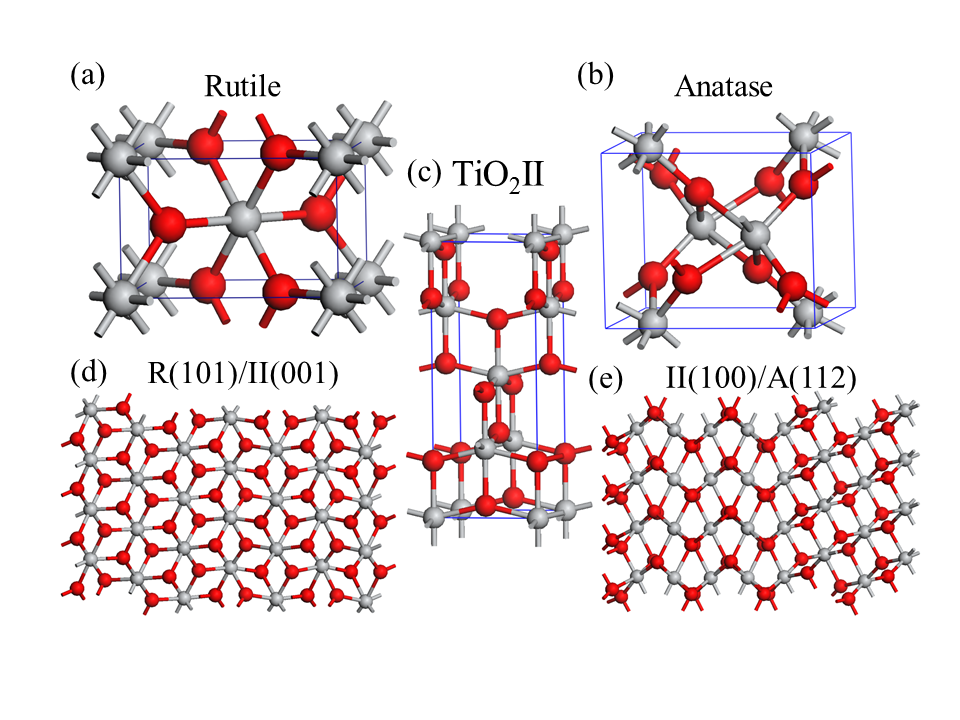 (a)
Rutile
(b)
Anatase
(c) TiO₂II
(d) R(101)/II(001)
(e) II(100)/A(112)